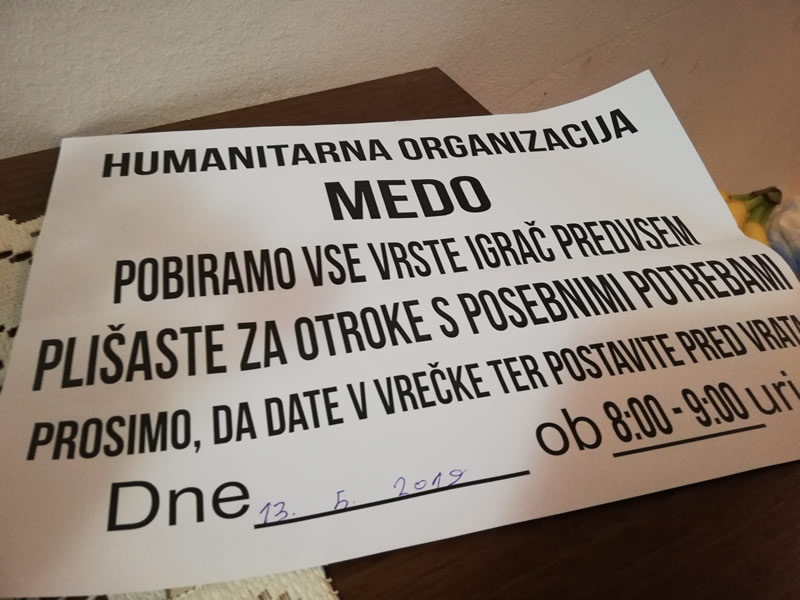 HUMANITARNA ORGANIZACIJA
MEDO
POBIRAMO VSE VRSTE IGRAČ PREDVSEM
PLIŠASTE ZA OTROKE S POSEBNIMI POTREBAMI
PROSIMO, DA DATE V VREČKE TER POSTAVITE PRED VRATA
Dne 13. 5. 2019 ob 8:00 - 9:00 uri